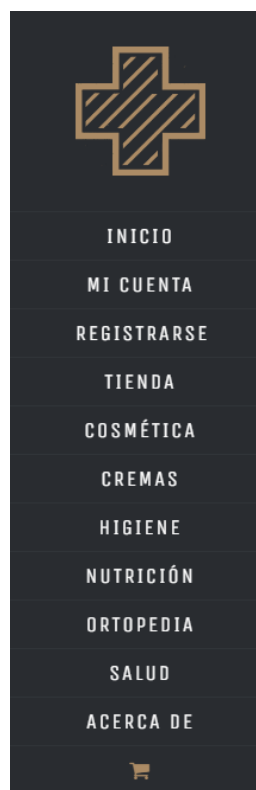 INICIO
MI CUENTA
REGISTRARSE
TIENDA
COSMÉTICA
CREMAS
HIGIENE
NUTRICIÓN
ORTOPEDIA
SALUD
ACERCA DE